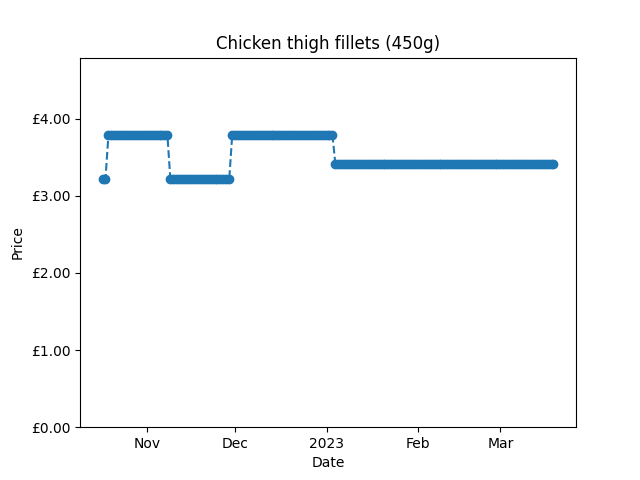 Chicken thigh fillets (450g)
£4.00
£3.00
£2.00
£1.00
£0.00
Price
Nov Dec 2023 Feb Mar
Date